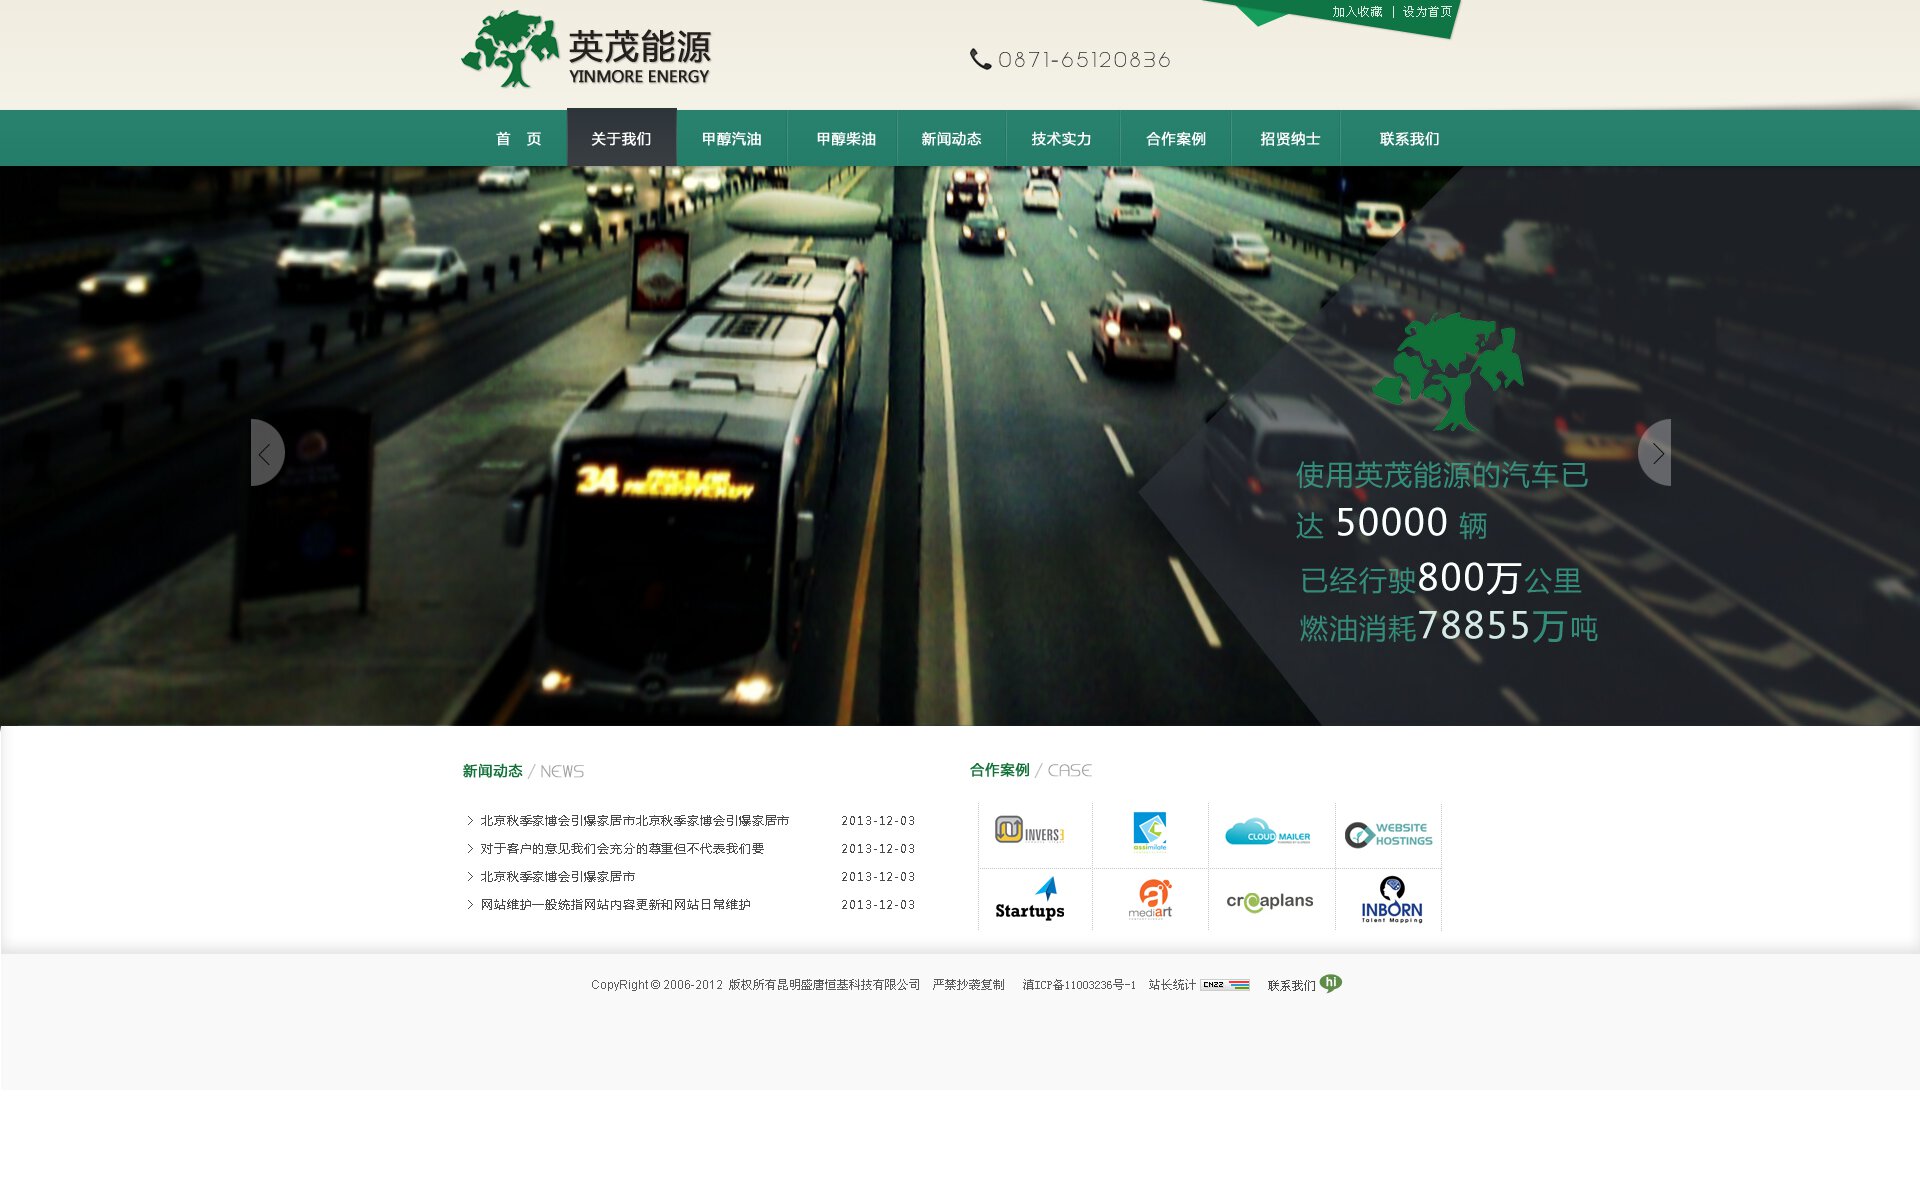 加入收藏 | 设为首页
英茂能源
YINMORE ENERGY
0871-65120836
首 页 关于我们 甲醇汽油 甲醇柴油 新闻动态 技术实力 合作案例 招贤纳士 联系我们
34
使用英茂能源的汽车已
达 50000 辆
已经行驶800万公里
燃油消耗78855万吨
新闻动态 / NEWS
北京秋季家博会引爆家居市北京秋季家博会引爆家居市 2013-12-03
对于客户的意见我们会充分的尊重但不代表我们要 2013-12-03
北京秋季家博会引爆家居市 2013-12-03
网站维护一般统指网站内容更新和网站日常维护 2013-12-03
合作案例 / CASE
INVERS3
assimilate
CLOUD MAILER
WEBSITE HOSTINGS
Startups
mediart
creaplans
INBORN
Talent Mapping
CopyRight © 2006-2012 版权所有昆明盛唐恒基科技有限公司 严禁抄袭复制 滇ICP备11003236号-1 站长统计 CNZZ 联系我们 hi